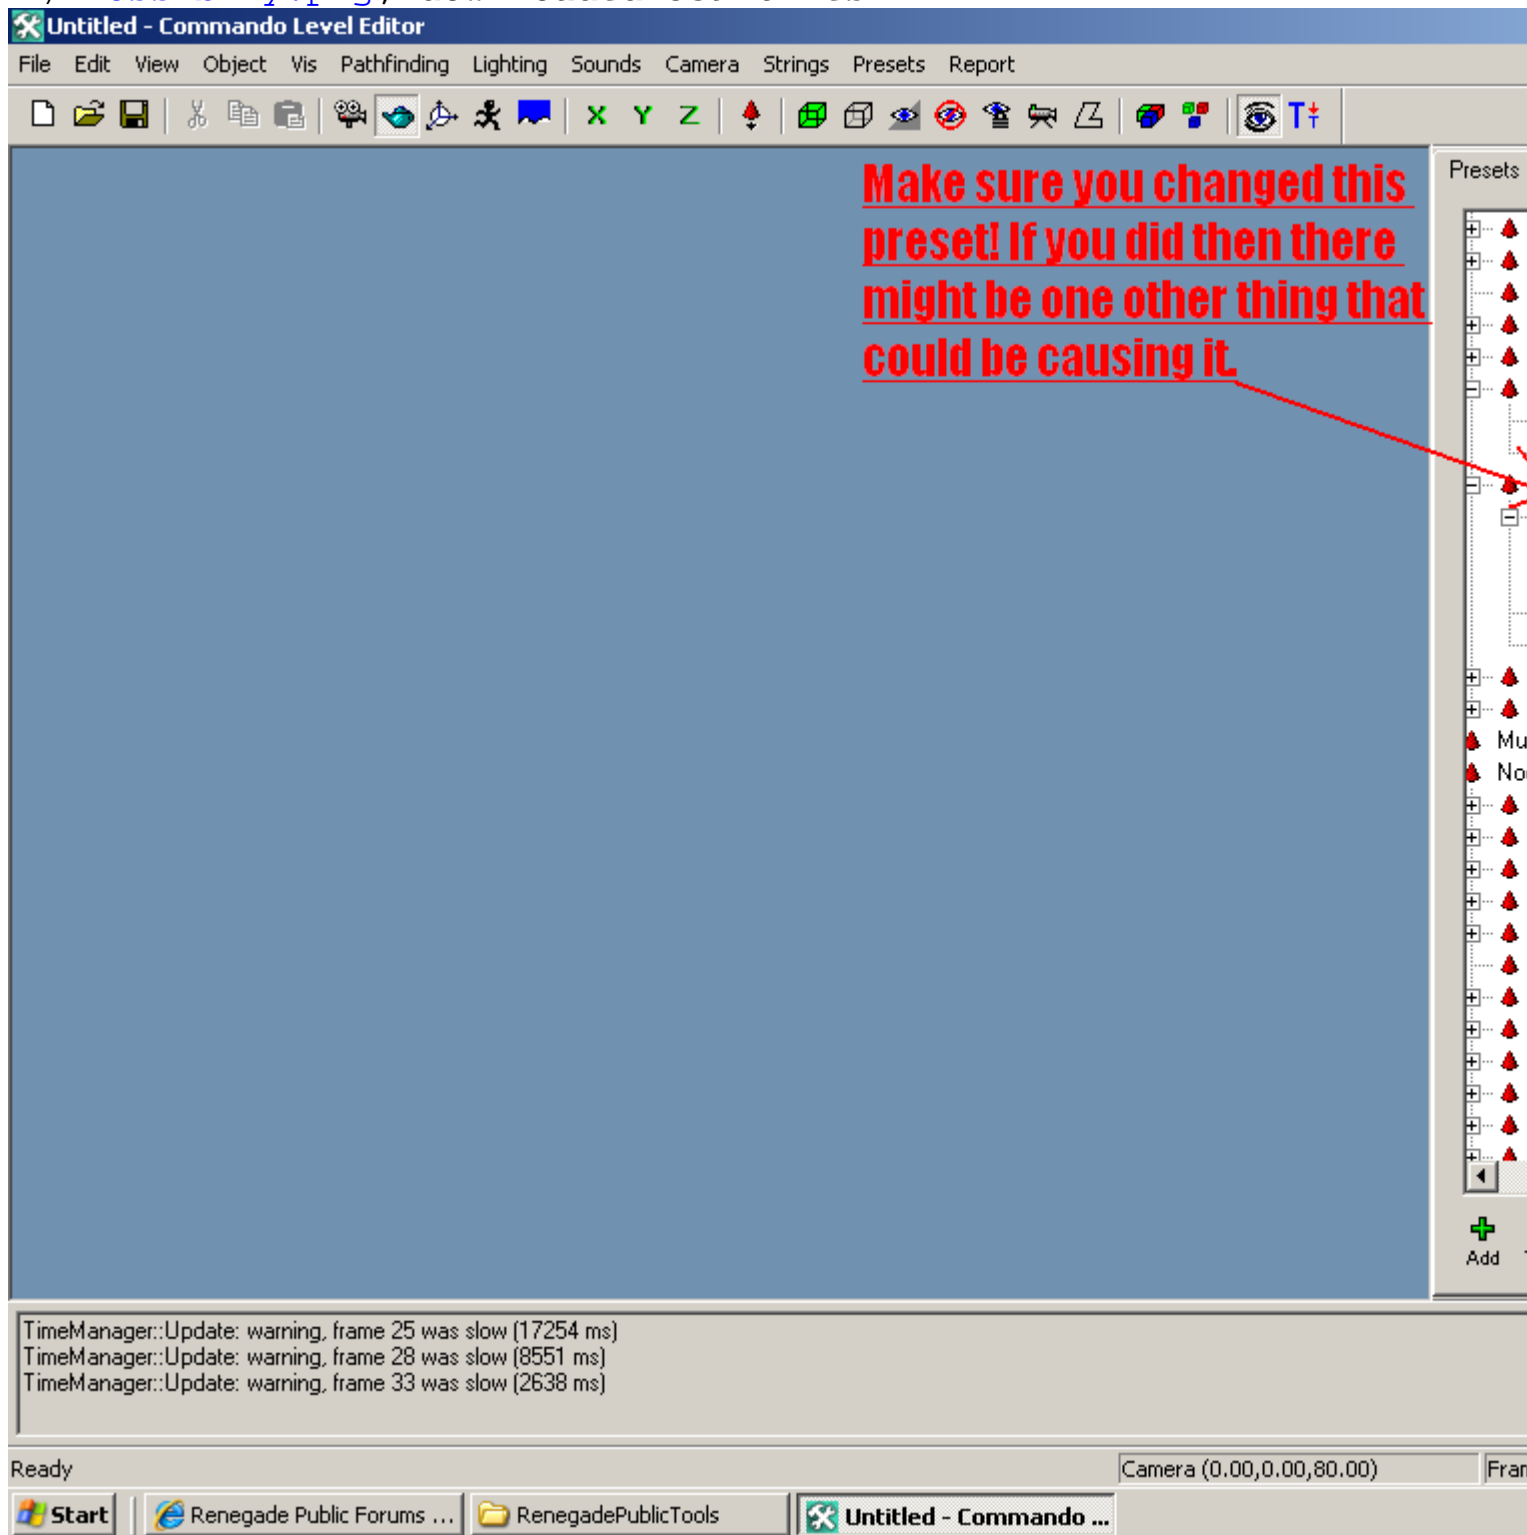 Untitled - Commando Level Editor
File Edit View Object Vis Pathfinding Lighting Sounds Camera Strings Presets Report
X Y Z T
Make sure you changed this
preset! If you did then there
might be one other thing that
could be causing it.
Presets
Mu
No
Add
TimeManager::Update: warning, frame 25 was slow (17254 ms)
TimeManager::Update: warning, frame 28 was slow (8551 ms)
TimeManager::Update: warning, frame 33 was slow (2638 ms)
Ready
Camera (0.00,0.00,80.00)
Fran
Start
Renegade Public Forums ...
RenegadePublicTools
Untitled - Commando ...